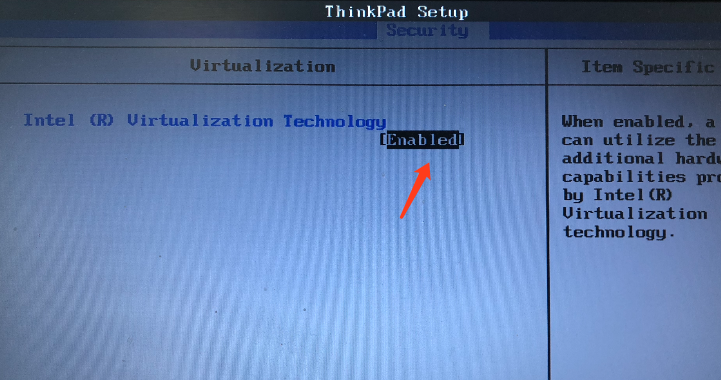 ThinkPad Setup
Security
Virtualization
Item Specific
Intel (R) Virtualization Technology
[Enabled]
When enabled, a
can utilize the
additional hardw
capabilities pro
by Intel(R)
Virtualization
technology.